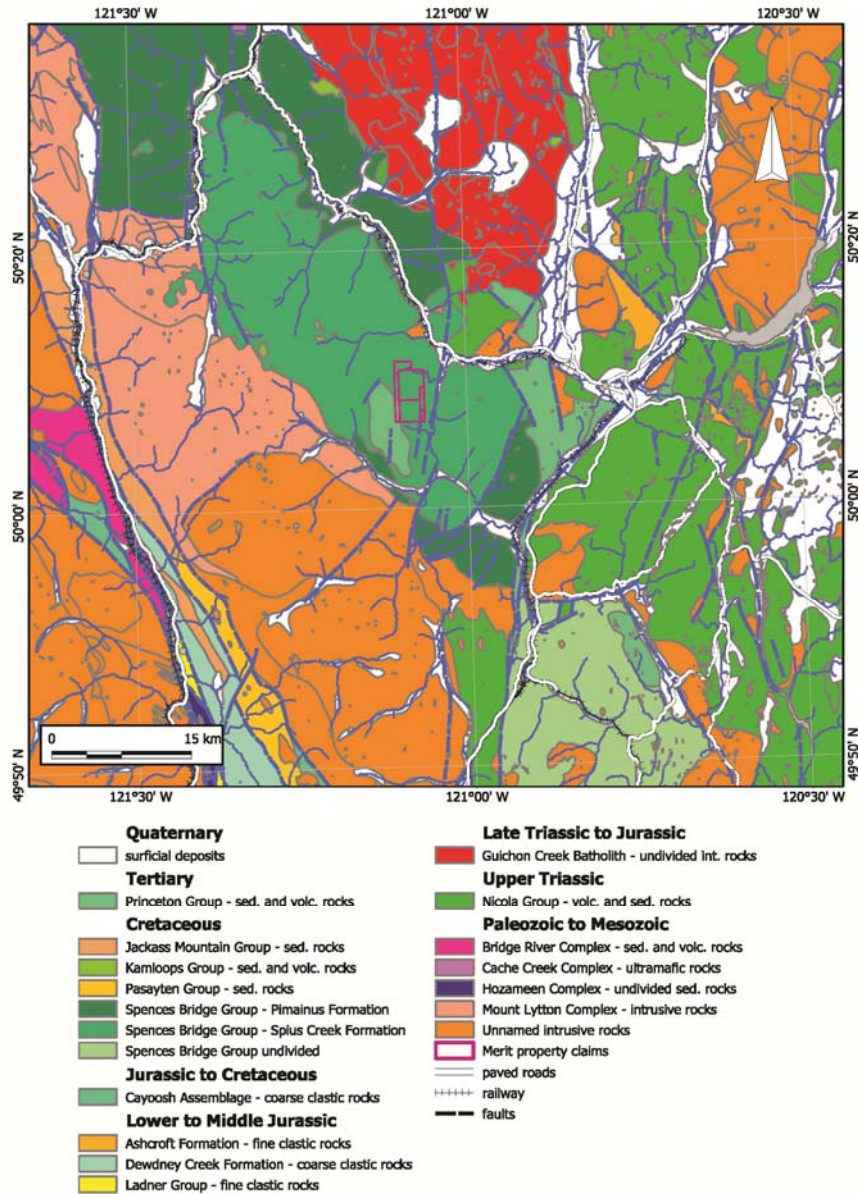 121°30' W
121°00' W
120°30' W
50°20' N
50°20' N
50°00' N
50°00' N
49°50' N
49°50' N
0 15 km
121°30' W
121°00' W
120°30' W
Quaternary
surficial deposits
Tertiary
Princeton Group - sed. and volc. rocks
Cretaceous
Jackass Mountain Group - sed. rocks
Kamloops Group - sed. and volc. rocks
Pasayten Group - sed. rocks
Spences Bridge Group - Pimainus Formation
Spences Bridge Group - Spius Creek Formation
Spences Bridge Group undivided
Jurassic to Cretaceous
Cayoosh Assemblage - coarse clastic rocks
Lower to Middle Jurassic
Ashcroft Formation - fine clastic rocks
Dewdney Creek Formation - coarse clastic rocks
Ladner Group - fine clastic rocks
Late Triassic to Jurassic
Guichon Creek Batholith - undivided int. rocks
Upper Triassic
Nicola Group - volc. and sed. rocks
Paleozoic to Mesozoic
Bridge River Complex - sed. and volc. rocks
Cache Creek Complex - ultramafic rocks
Hozameen Complex - undivided sed. rocks
Mount Lytton Complex - intrusive rocks
Unnamed intrusive rocks
Merit property claims
paved roads
railway
faults